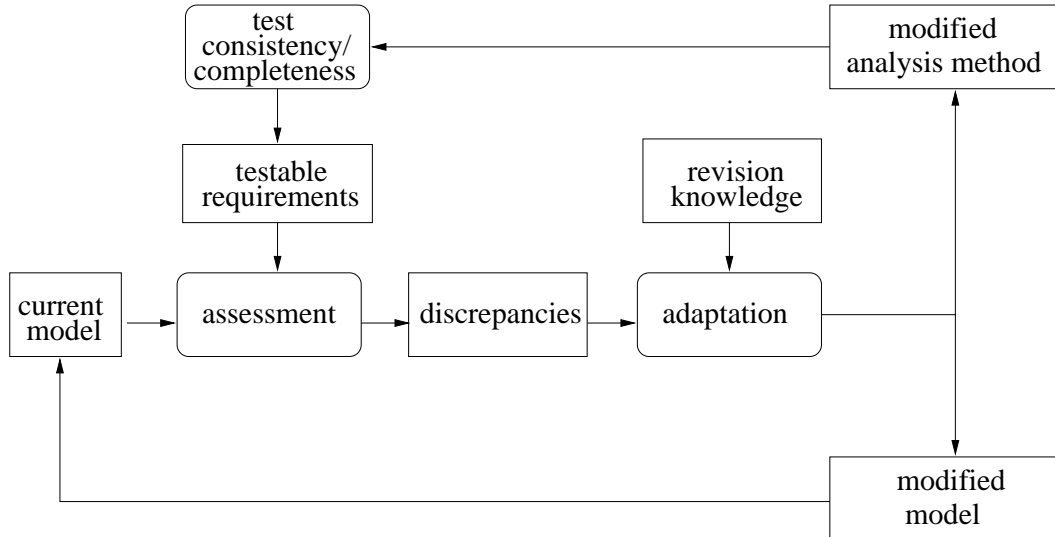 test
consistency/
completeness
modified
analysis method
testable
requirements
revision
knowledge
current
model
assessment
discrepancies
adaptation
modified
model